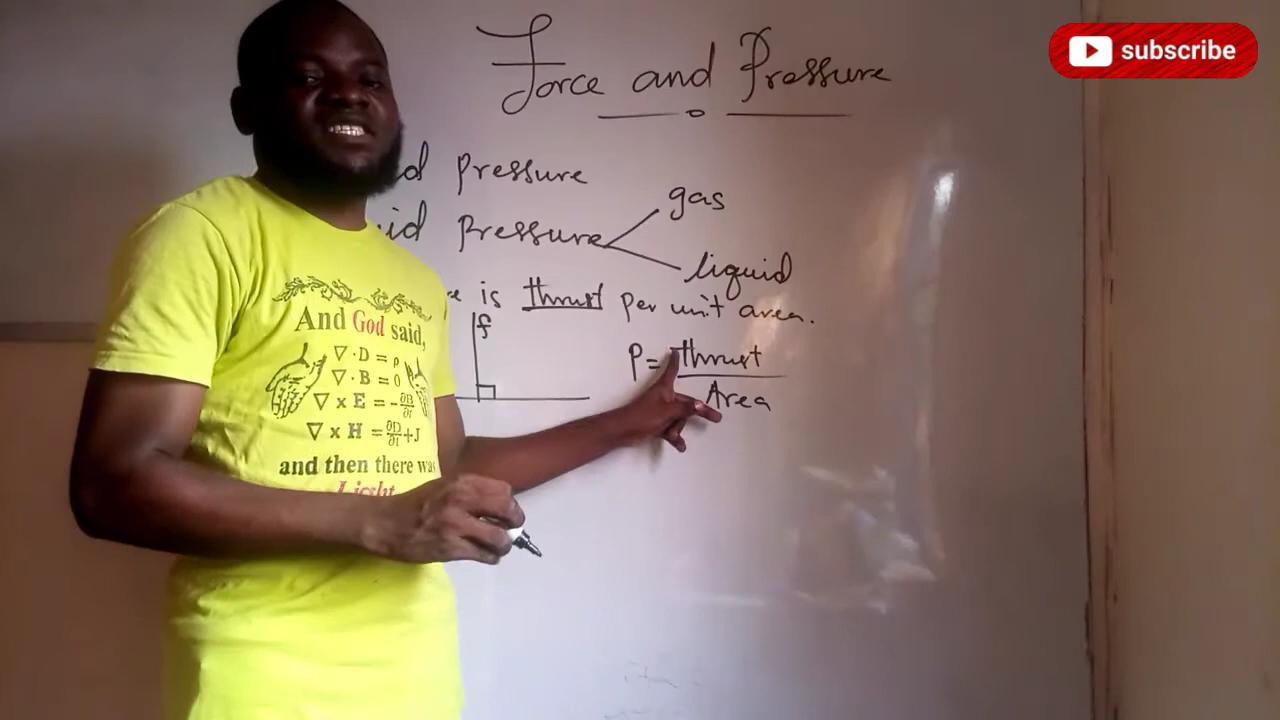 subscribe
Force and Pressure
pressure
pressure
gas
liquid
is thrust per unit area.
f
P = thrust
Area
And God said,
∇ · D = ρ
∇ · B = 0
∇ x E = -∂B/∂t
∇ x H = ∂D/∂t + J
and then there was
Light